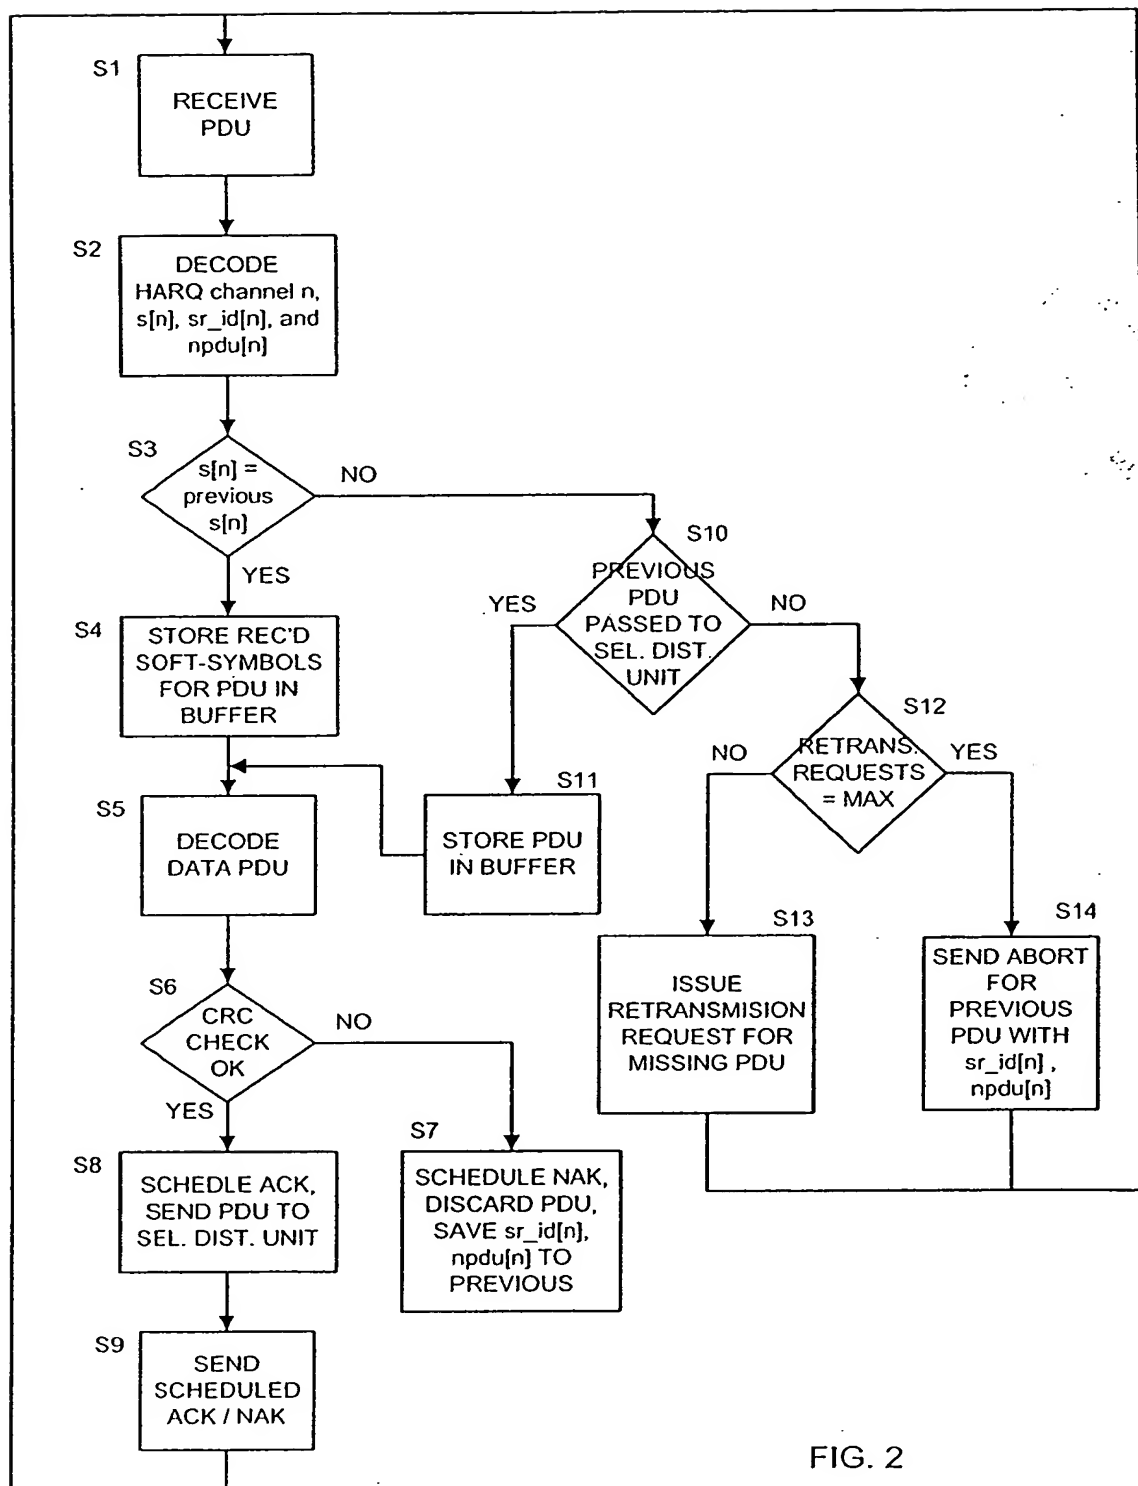 S1
RECEIVE
PDU
S2
DECODE
HARQ channel n,
s[n], sr_id[n], and
npdu[n]
S3
s[n] =
previous
s[n]
NO
YES
S4
STORE REC'D
SOFT-SYMBOLS
FOR PDU IN
BUFFER
S5
DECODE
DATA PDU
S6
CRC
CHECK
OK
NO
YES
S7
SCHEDULE NAK,
DISCARD PDU,
SAVE sr_id[n],
npdu[n] TO
PREVIOUS
S8
SCHEDLE ACK,
SEND PDU TO
SEL. DIST. UNIT
S9
SEND
SCHEDULED
ACK / NAK
S10
PREVIOUS
PDU
PASSED TO
SEL. DIST.
UNIT
YES
NO
S11
STORE PDU
IN BUFFER
S12
RETRANS.
REQUESTS
= MAX
NO
YES
S13
ISSUE
RETRANSMISION
REQUEST FOR
MISSING PDU
S14
SEND ABORT
FOR
PREVIOUS
PDU WITH
sr_id[n] ,
npdu[n]
FIG. 2